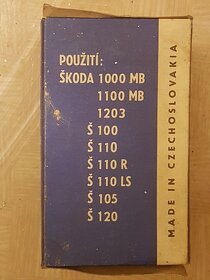 POUŽITÍ:
ŠKODA 1000 MB
1100 MB
1203
Š 100
Š 110
Š 110 R
Š 110 LS
Š 105
Š 120
MADE IN CZECHOSLOVAKIA